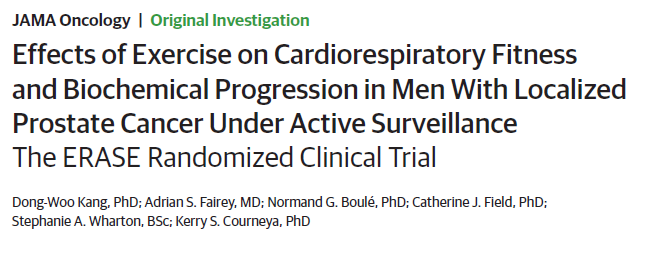 JAMA Oncology | Original Investigation
Effects of Exercise on Cardiorespiratory Fitness
and Biochemical Progression in Men With Localized
Prostate Cancer Under Active Surveillance
The ERASE Randomized Clinical Trial
Dong-Woo Kang, PhD; Adrian S. Fairey, MD; Normand G. Boulé, PhD; Catherine J. Field, PhD;
Stephanie A. Wharton, BSc; Kerry S. Courneya, PhD